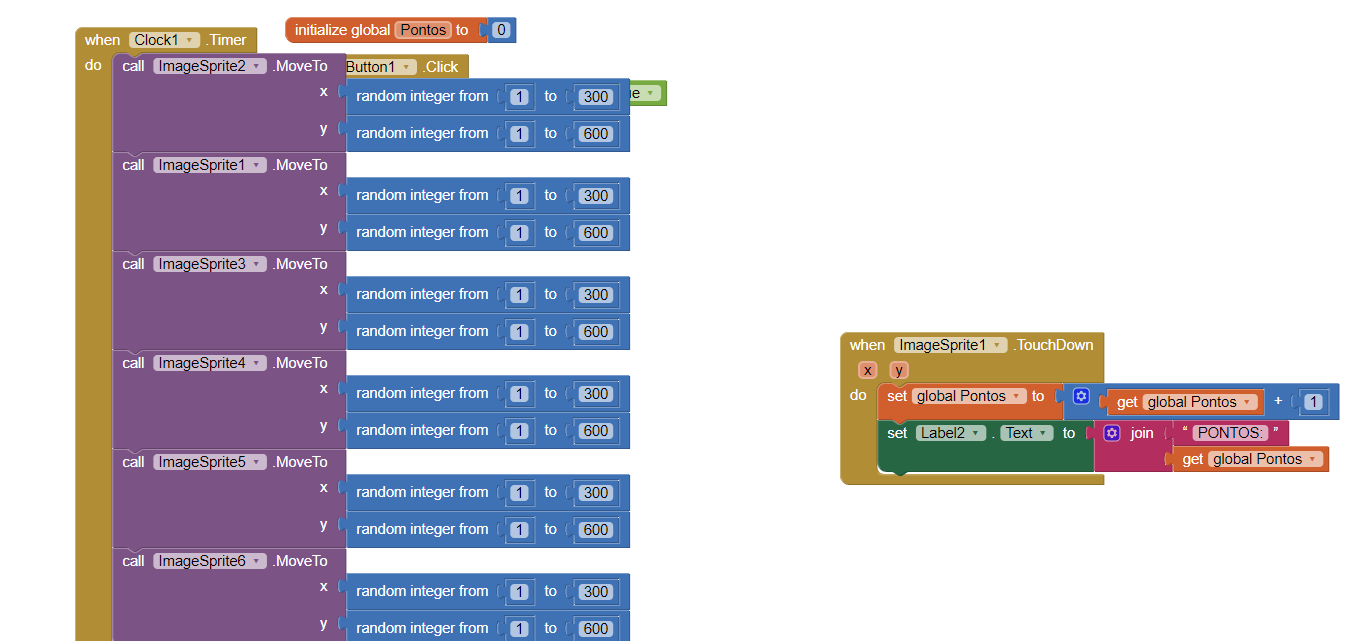 initialize global Pontos to 0
when Clock1 .Timer
do
call ImageSprite2 .MoveTo
Button1 .Click
x random integer from 1 to 300
y random integer from 1 to 600
call ImageSprite1 .MoveTo
x random integer from 1 to 300
y random integer from 1 to 600
call ImageSprite3 .MoveTo
x random integer from 1 to 300
y random integer from 1 to 600
call ImageSprite4 .MoveTo
x random integer from 1 to 300
y random integer from 1 to 600
call ImageSprite5 .MoveTo
x random integer from 1 to 300
y random integer from 1 to 600
call ImageSprite6 .MoveTo
x random integer from 1 to 300
y random integer from 1 to 600
when ImageSprite1 .TouchDown
x y
do set global Pontos to get global Pontos + 1
set Label2 . Text to join " PONTOS: "
get global Pontos